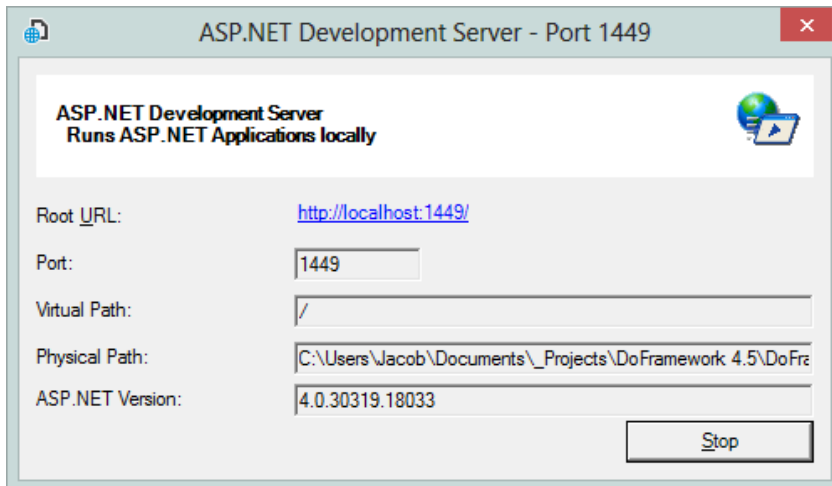 ASP.NET Development Server - Port 1449
ASP.NET Development Server
Runs ASP.NET Applications locally
Root URL: http://localhost:1449/
Port: 1449
Virtual Path: /
Physical Path: C:\Users\Jacob\Documents\_Projects\DoFramework 4.5\DoFra
ASP.NET Version: 4.0.30319.18033
Stop